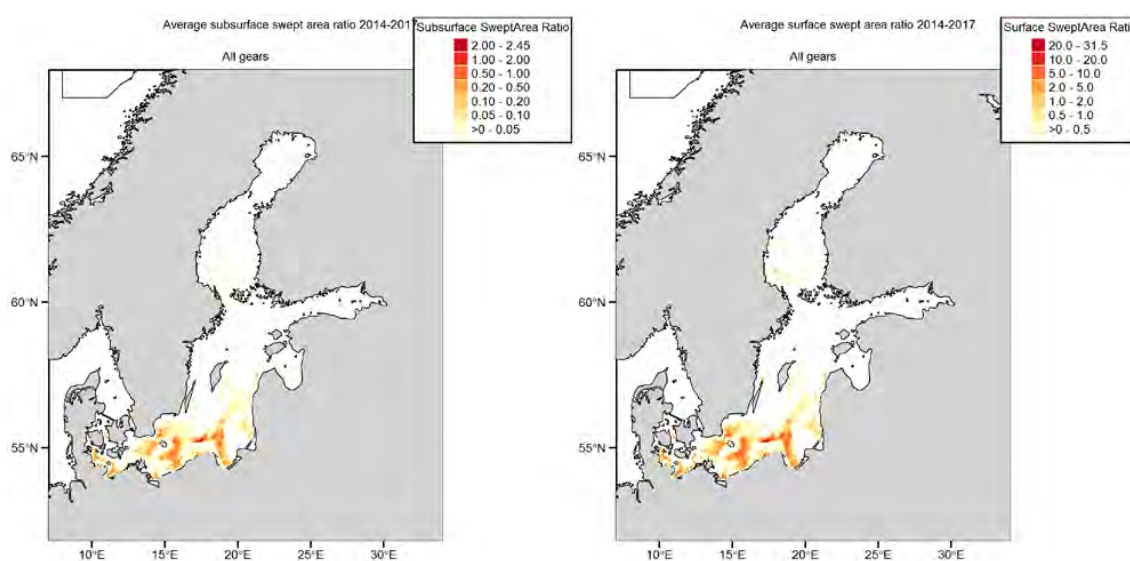 Average subsurface swept area ratio 2014-2017
Subsurface SweptArea Ratio
2.00 - 2.45
1.00 - 2.00
0.50 - 1.00
0.20 - 0.50
0.10 - 0.20
0.05 - 0.10
>0 - 0.05
All gears
65°N
60°N
55°N
10°E 15°E 20°E 25°E 30°E
Average surface swept area ratio 2014-2017
Surface SweptArea Rati
20.0 - 31.5
10.0 - 20.0
5.0 - 10.0
2.0 - 5.0
1.0 - 2.0
0.5 - 1.0
>0 - 0.5
All gears
65°N
60°N
55°N
10°E 15°E 20°E 25°E 30°E